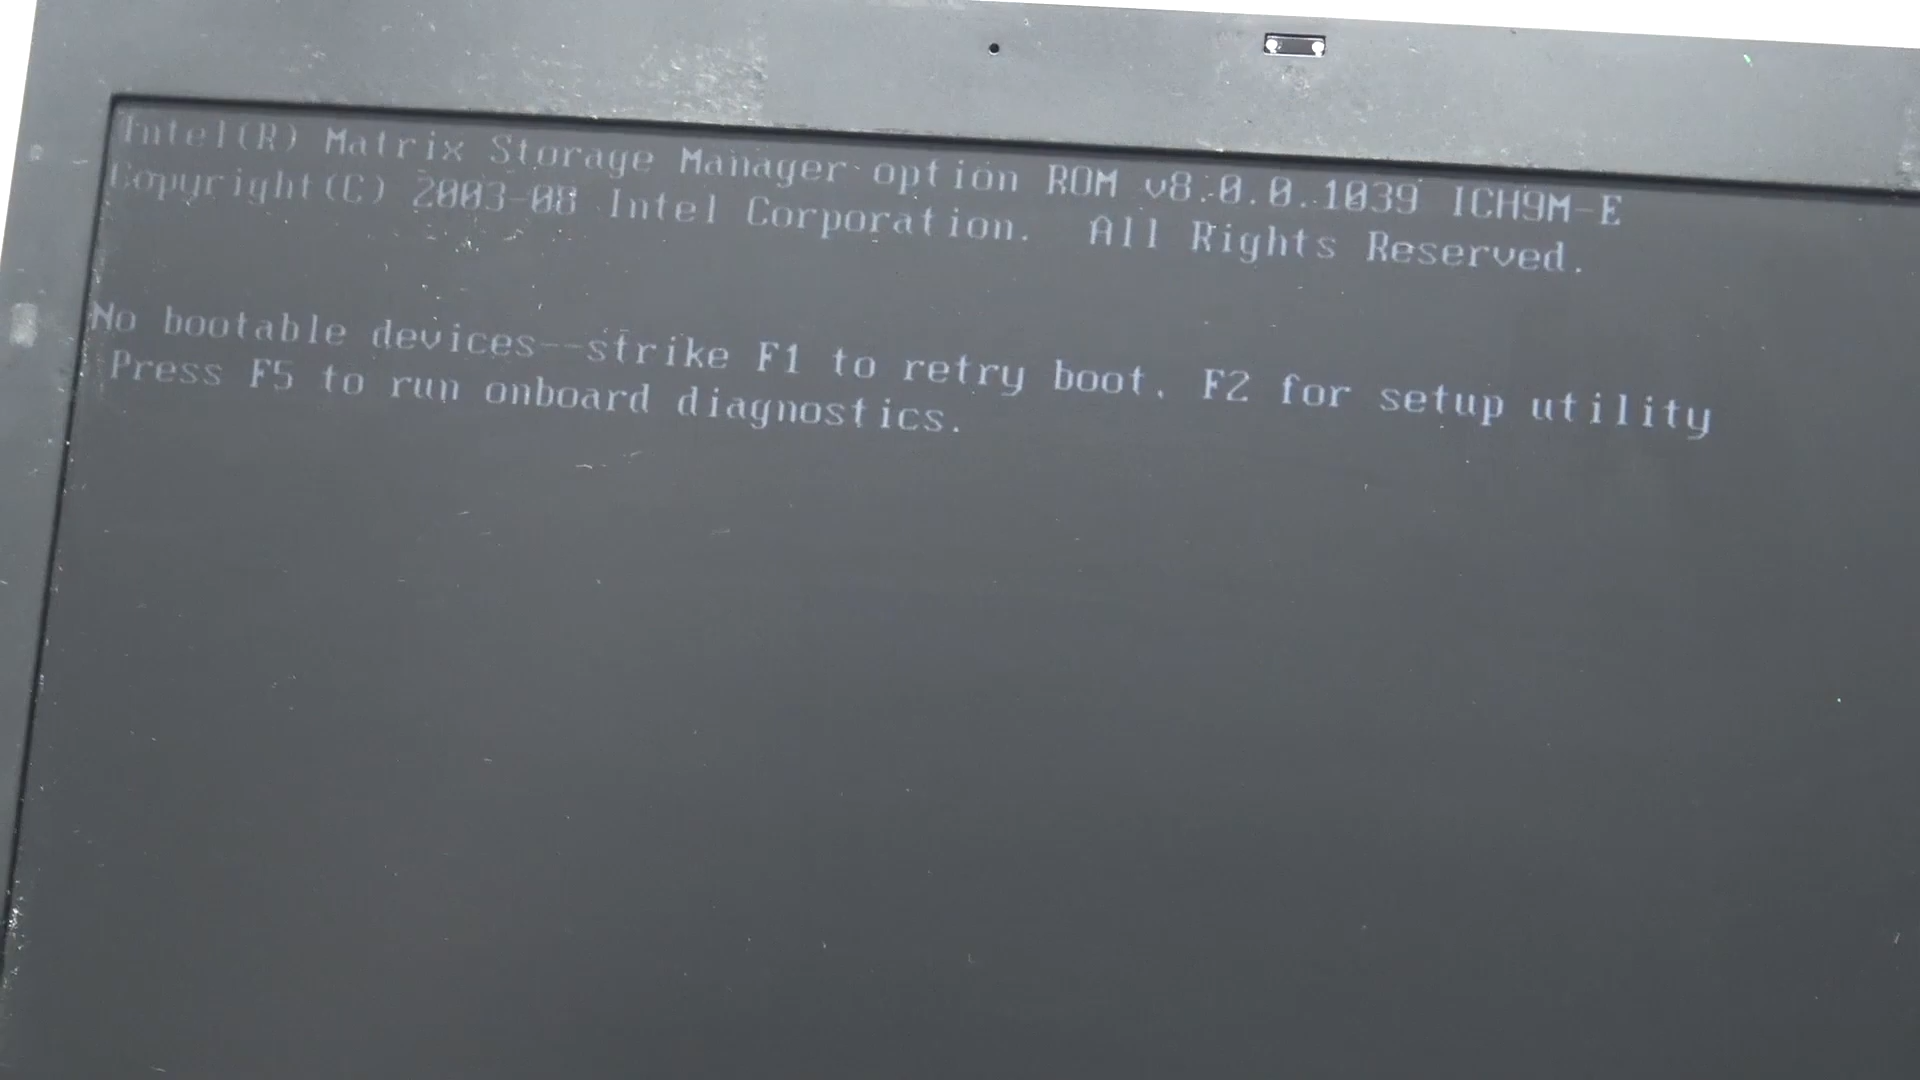 Intel(R) Matrix Storage Manager option ROM v8.0.0.1039 ICH9M-E
Copyright(C) 2003-08 Intel Corporation.  All Rights Reserved.
No bootable devices--strike F1 to retry boot, F2 for setup utility
Press F5 to run onboard diagnostics.